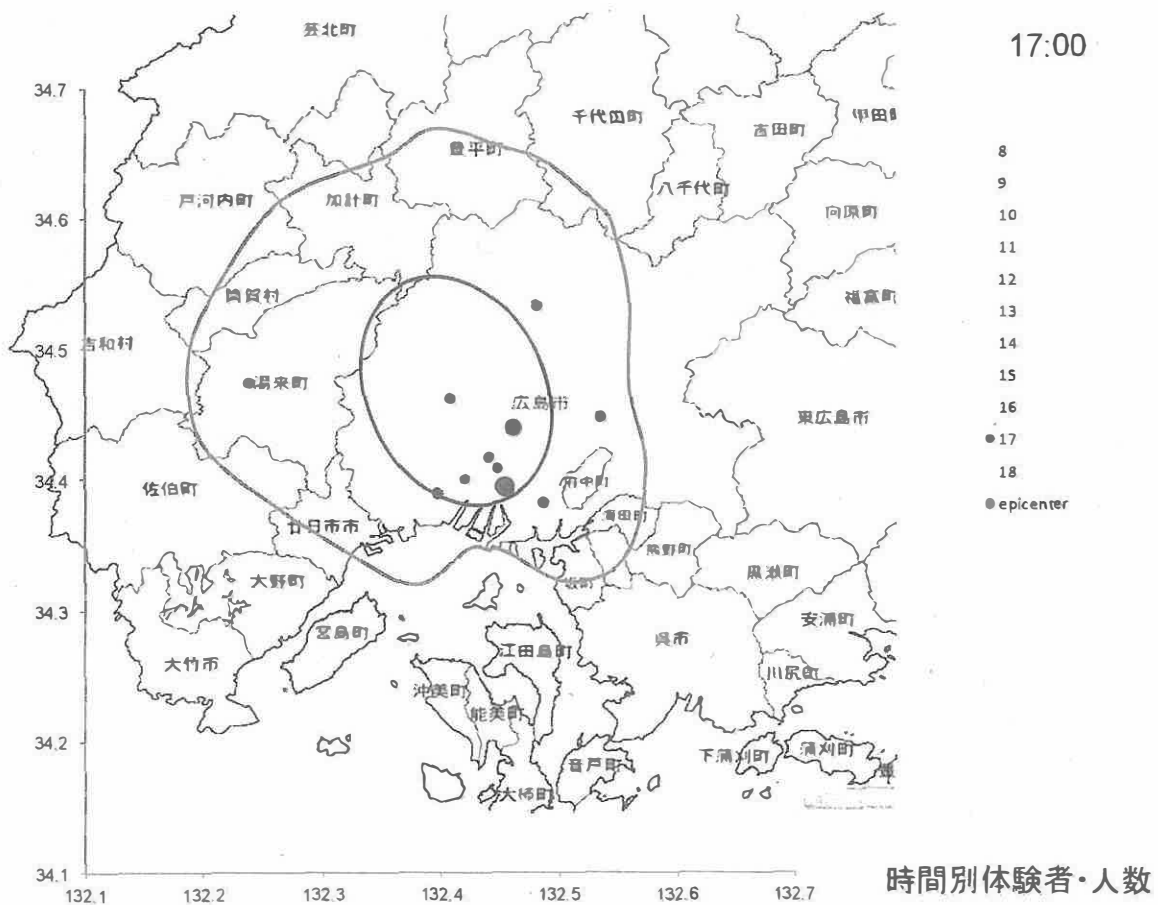 17:00
芸北町
34.7
千代田町
吉田町
豊平町
8
戸河内町
加計町
八千代町
9
34.6
向原町
10
11
12
筒賀村
福富町
13
吉和村
34.5
14
湯来町
15
広島市
東広島市
16
17
34.4
佐伯町
府中町
18
廿日市市
海田町
epicenter
熊野町
大野町
坂町
黒瀬町
34.3
宮島町
安浦町
大竹市
江田島町
呉市
川尻町
沖美町
能美町
34.2
音戸町
下蒲刈町
蒲刈町
大柿町
34.1
132.1
132.2
132.3
132.4
132.5
132.6
132.7
時間別体験者・人数